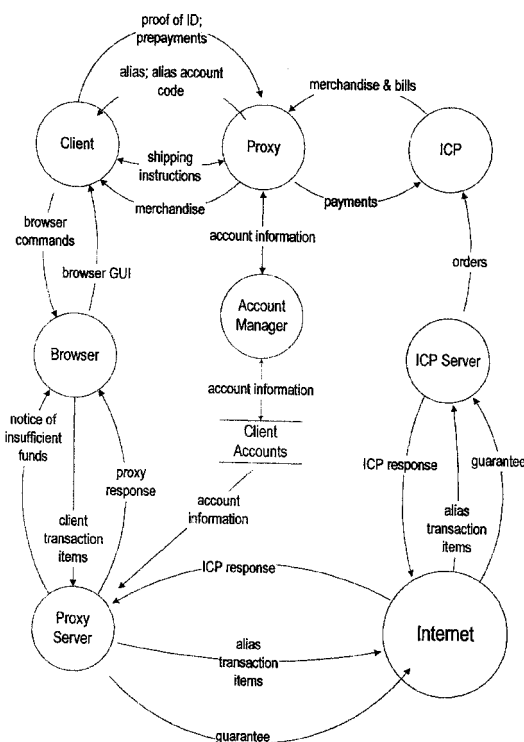 proof of ID;
prepayments
alias; alias account
code
merchandise & bills
Client
Proxy
ICP
shipping
instructions
merchandise
payments
browser
commands
account information
browser GUI
orders
Account
Manager
Browser
ICP Server
account information
notice of
insufficient
funds
Client
Accounts
proxy
response
ICP response
guarantee
account
information
alias
transaction
items
client
transaction
items
ICP response
Proxy
Server
Internet
alias
transaction
items
guarantee